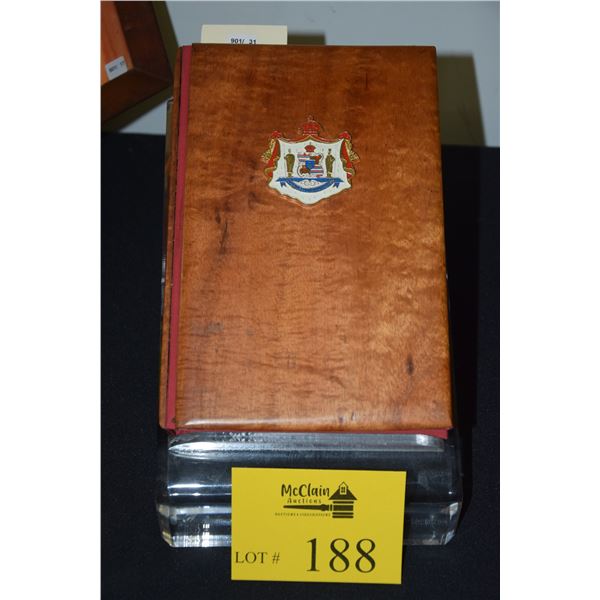 901/ 31
McClain
Auctions
LOT # 188